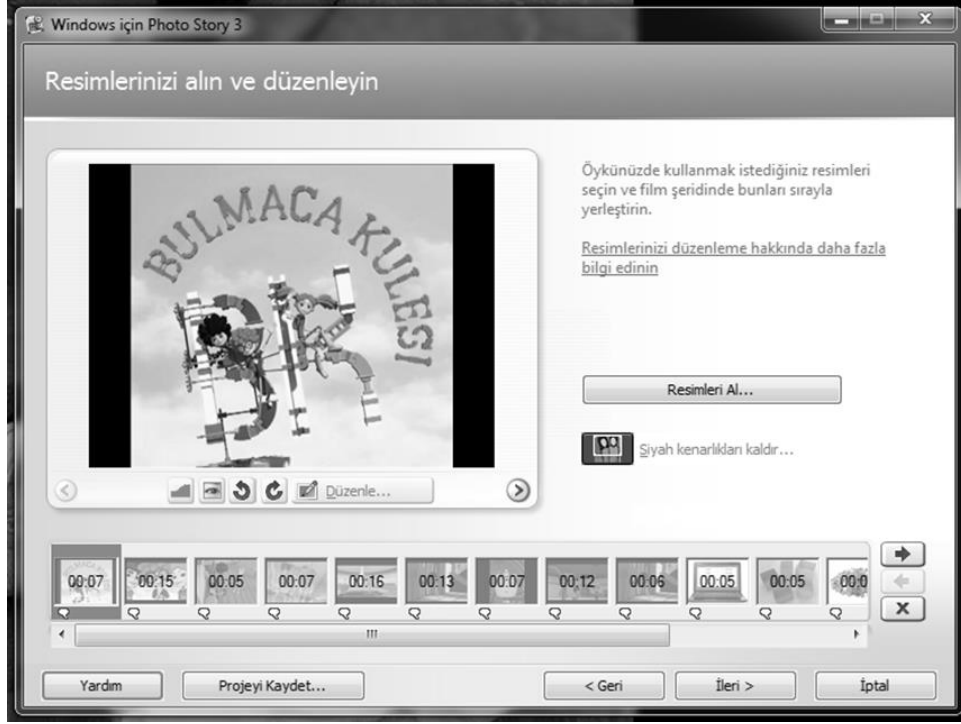 Windows için Photo Story 3
Resimlerinizi alın ve düzenleyin
BULMACA KULESİ
BK
Öykünüzde kullanmak istediğiniz resimleri
seçin ve film şeridinde bunları sırayla
yerleştirin.
Resimlerinizi düzenleme hakkında daha fazla
bilgi edinin
Resimleri Al...
Siyah kenarlıkları kaldır...
Düzenle...
00:07 00:15 00:05 00:07 00:16 00:13 00:07 00:12 00:06 00:05 00:05 00:0
Yardım Projeyi Kaydet... < Geri İleri > İptal